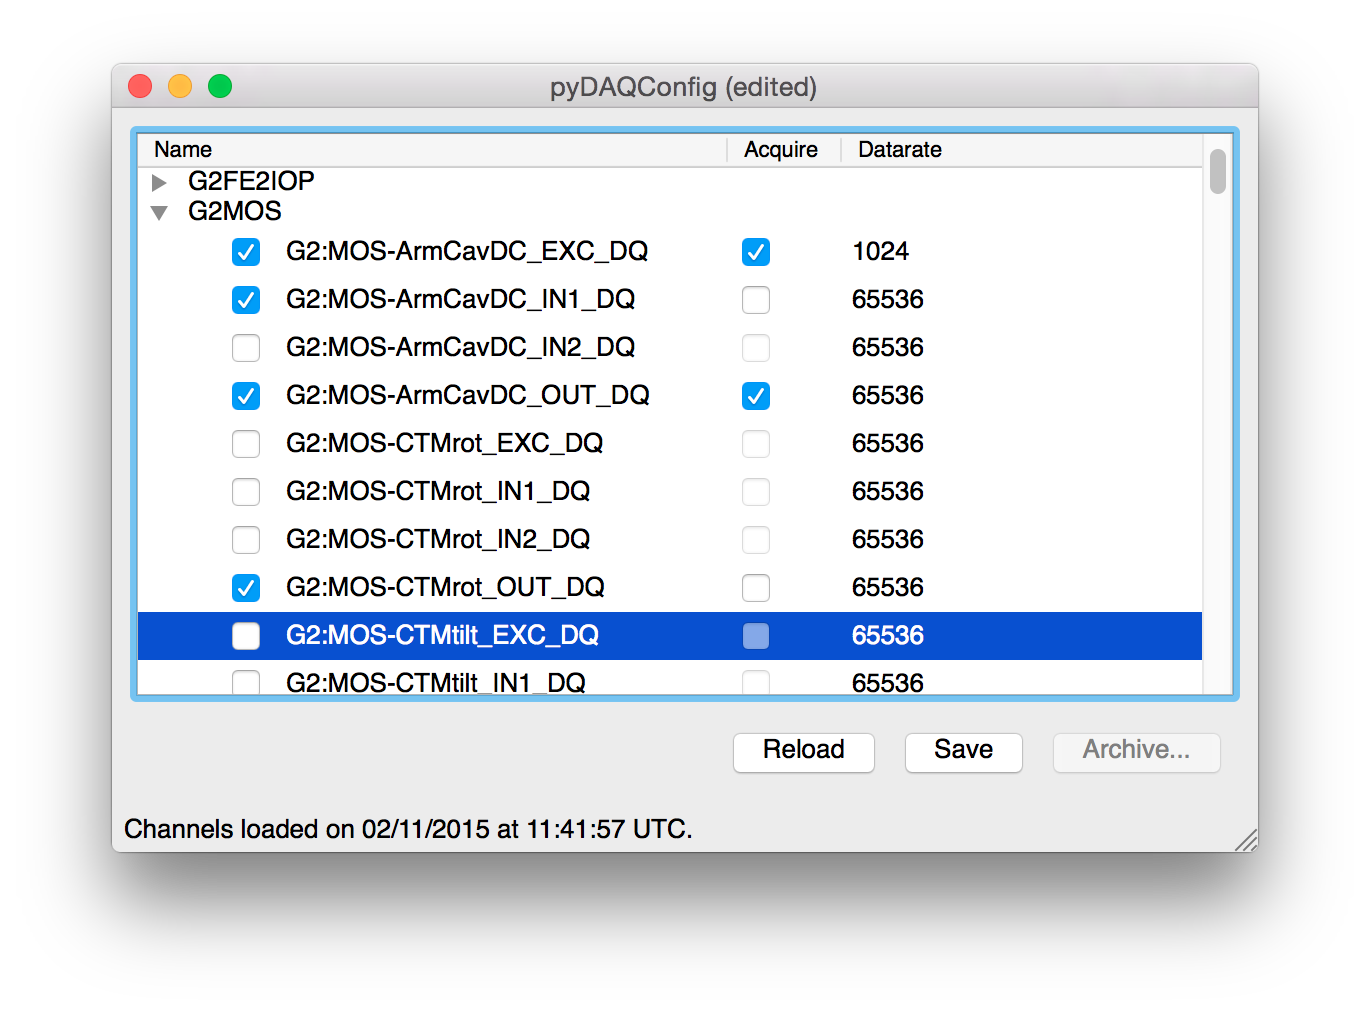 pyDAQConfig (edited)
Name Acquire Datarate
G2FE2IOP
G2MOS
G2:MOS-ArmCavDC_EXC_DQ 1024
G2:MOS-ArmCavDC_IN1_DQ 65536
G2:MOS-ArmCavDC_IN2_DQ 65536
G2:MOS-ArmCavDC_OUT_DQ 65536
G2:MOS-CTMrot_EXC_DQ 65536
G2:MOS-CTMrot_IN1_DQ 65536
G2:MOS-CTMrot_IN2_DQ 65536
G2:MOS-CTMrot_OUT_DQ 65536
G2:MOS-CTMtilt_EXC_DQ 65536
G2:MOS-CTMtilt_IN1_DQ 65536
Reload Save Archive...
Channels loaded on 02/11/2015 at 11:41:57 UTC.